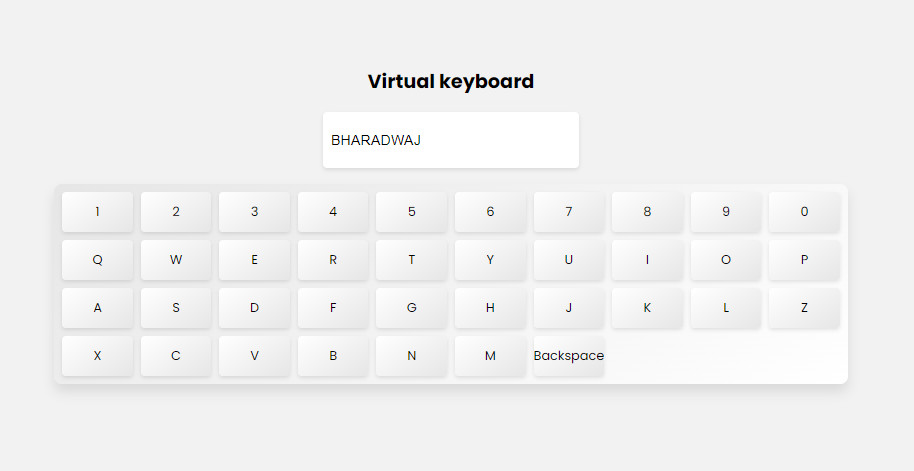 Virtual keyboard
BHARADWAJ
1 2 3 4 5 6 7 8 9 0
Q W E R T Y U I O P
A S D F G H J K L Z
X C V B N M Backspace